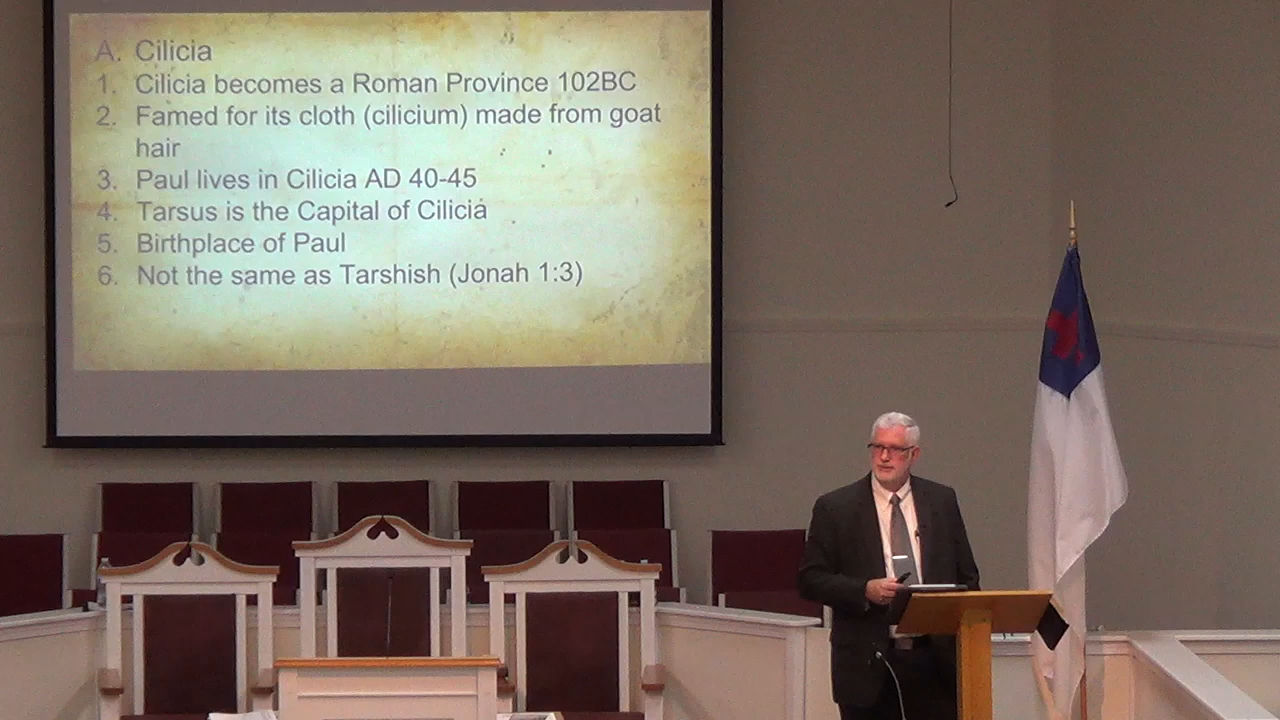 A. Cilicia
1. Cilicia becomes a Roman Province 102BC
2. Famed for its cloth (cilicium) made from goat
hair
3. Paul lives in Cilicia AD 40-45
4. Tarsus is the Capital of Cilicia
5. Birthplace of Paul
6. Not the same as Tarshish (Jonah 1:3)